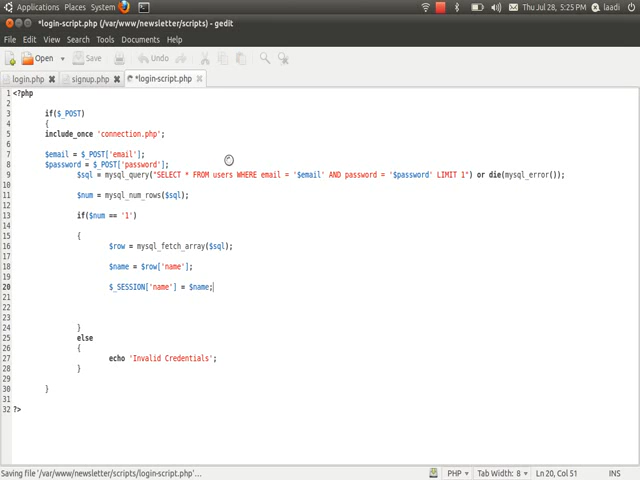 Applications Places System Thu Jul 28, 5:25 PM laadi
*login-script.php (/var/www/newsletter/scripts) - gedit
File Edit View Search Tools Documents Help
Open Save Undo
login.php signup.php *login-script.php
1 <?php
2
3 if($_POST)
4 {
5 include_once 'connection.php';
6
7 $email = $_POST['email'];
8 $password = $_POST['password'];
9 $sql = mysql_query("SELECT * FROM users WHERE email = '$email' AND password = '$password' LIMIT 1") or die(mysql_error());
10
11 $num = mysql_num_rows($sql);
12
13 if($num == '1')
14
15 {
16 $row = mysql_fetch_array($sql);
17
18 $name = $row['name'];
19
20 $_SESSION['name'] = $name;
21
22
23
24 }
25 else
26 {
27 echo 'Invalid Credentials';
28 }
29
30 }
31
32 ?>
Saving file '/var/www/newsletter/scripts/login-script.php'... PHP Tab Width: 8 Ln 20, Col 51 INS